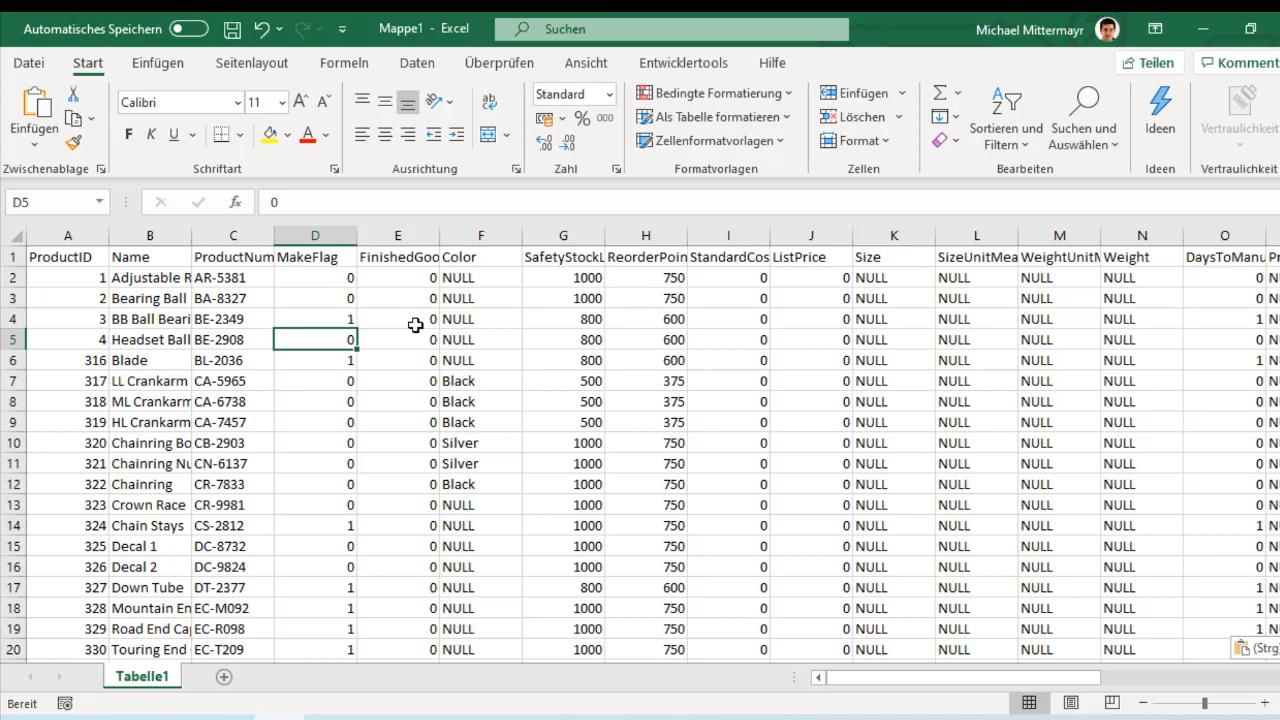 Automatisches Speichern Mappe1 - Excel Suchen Michael Mittermayr
Datei Start Einfügen Seitenlayout Formeln Daten Überprüfen Ansicht Entwicklertools Hilfe Teilen Komment
Einfügen
Zwischenablage
Calibri 11
F K U
Schriftart
Ausrichtung
Standard
% 000
Zahl
Bedingte Formatierung
Als Tabelle formatieren
Zellenformatvorlagen
Formatvorlagen
Einfügen
Löschen
Format
Zellen
Sortieren und Filtern
Suchen und Auswählen
Bearbeiten
Ideen
Ideen
Vertraulichkeit
Vertraulichkeit
D5 fx 0
A B C D E F G H I J K L M N O
1 ProductID Name ProductNum MakeFlag FinishedGoo Color SafetyStockL ReorderPoin StandardCos ListPrice Size SizeUnitMea WeightUnitM Weight DaysToManu Pr
2 1 Adjustable R AR-5381 0 0 NULL 1000 750 0 0 NULL NULL NULL NULL 0 N
3 2 Bearing Ball BA-8327 0 0 NULL 1000 750 0 0 NULL NULL NULL NULL 0 N
4 3 BB Ball Beari BE-2349 1 0 NULL 800 600 0 0 NULL NULL NULL NULL 1 N
5 4 Headset Ball BE-2908 0 0 NULL 800 600 0 0 NULL NULL NULL NULL 0 N
6 316 Blade BL-2036 1 0 NULL 800 600 0 0 NULL NULL NULL NULL 1 N
7 317 LL Crankarm CA-5965 0 0 Black 500 375 0 0 NULL NULL NULL NULL 0 N
8 318 ML Crankarm CA-6738 0 0 Black 500 375 0 0 NULL NULL NULL NULL 0 N
9 319 HL Crankarm CA-7457 0 0 Black 500 375 0 0 NULL NULL NULL NULL 0 N
10 320 Chainring Bo CB-2903 0 0 Silver 1000 750 0 0 NULL NULL NULL NULL 0 N
11 321 Chainring Nu CN-6137 0 0 Silver 1000 750 0 0 NULL NULL NULL NULL 0 N
12 322 Chainring CR-7833 0 0 Black 1000 750 0 0 NULL NULL NULL NULL 0 N
13 323 Crown Race CR-9981 0 0 NULL 1000 750 0 0 NULL NULL NULL NULL 0 N
14 324 Chain Stays CS-2812 1 0 NULL 1000 750 0 0 NULL NULL NULL NULL 1 N
15 325 Decal 1 DC-8732 0 0 NULL 1000 750 0 0 NULL NULL NULL NULL 0 N
16 326 Decal 2 DC-9824 0 0 NULL 1000 750 0 0 NULL NULL NULL NULL 0 N
17 327 Down Tube DT-2377 1 0 NULL 800 600 0 0 NULL NULL NULL NULL 1 N
18 328 Mountain En EC-M092 1 0 NULL 1000 750 0 0 NULL NULL NULL NULL 1 N
19 329 Road End Ca EC-R098 1 0 NULL 1000 750 0 0 NULL NULL NULL NULL 1 N
20 330 Touring End EC-T209 1 0 NULL 1000 750 0 0 NULL NULL NULL NULL (Strg
Tabelle1
Bereit